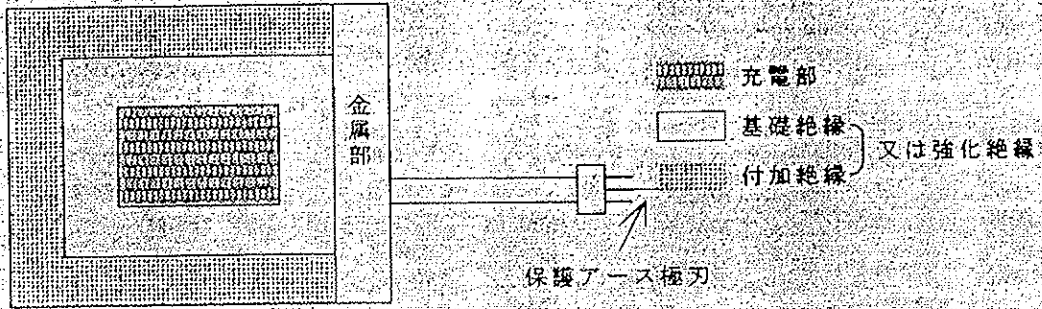 金属部
充電部
基礎絶縁
付加絶縁
又は強化絶縁
保護アース極刃